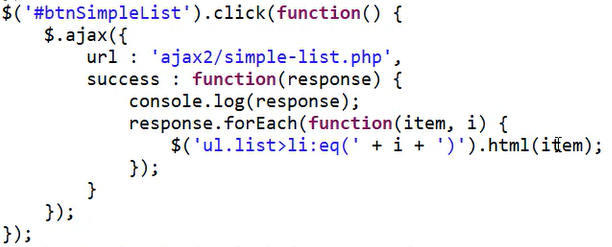 $('#btnSimpleList').click(function() {
    $.ajax({
        url : 'ajax2/simple-list.php',
        success : function(response) {
            console.log(response);
            response.forEach(function(item, i) {
                $('ul.list>li:eq(' + i + ')').html(item);
            });
        }
    });
});